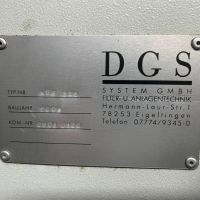 DGS
SYSTEM GMBH
FILTER- U. ANLAGENTECHNIK
Hermann-Laur-Str.1
78253 Eigeltingen
Telefon: 07774/9345-0
TYP-NR.
BAUJAHR
KOM.-NR.